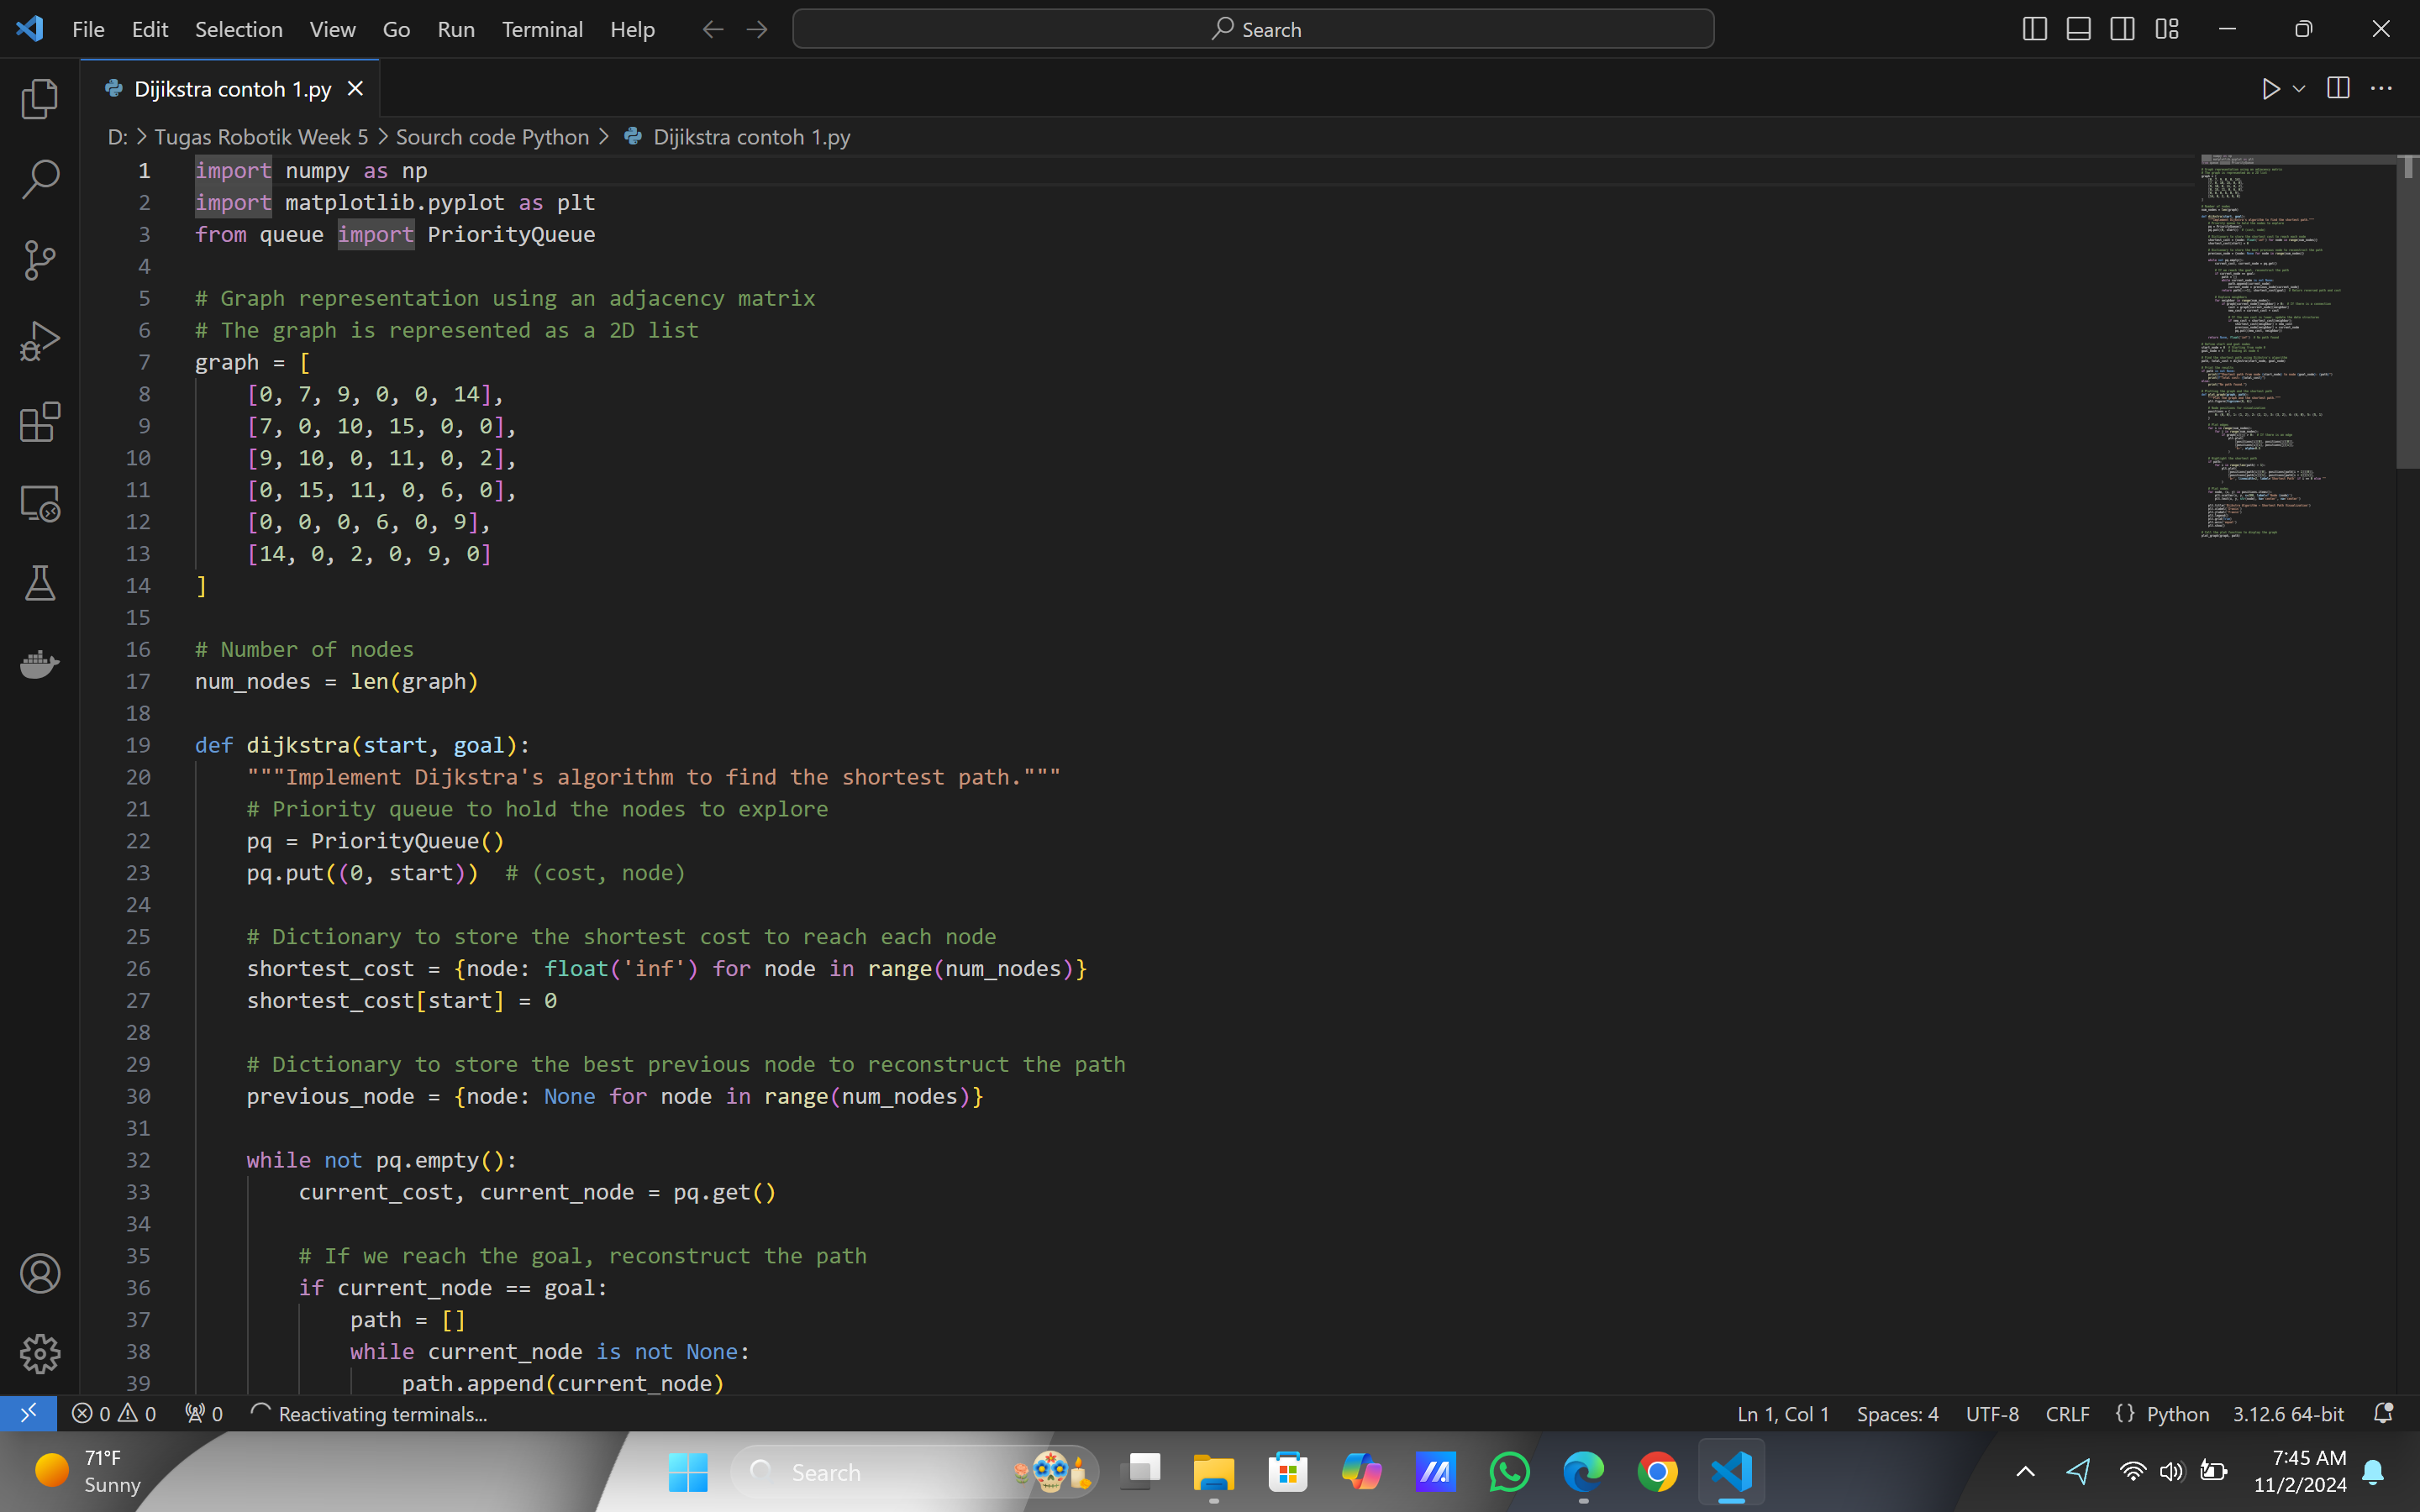 File Edit Selection View Go Run Terminal Help Search
Dijikstra contoh 1.py
D: > Tugas Robotik Week 5 > Sourch code Python > Dijikstra contoh 1.py
1 import numpy as np
2 import matplotlib.pyplot as plt
3 from queue import PriorityQueue
4
5 # Graph representation using an adjacency matrix
6 # The graph is represented as a 2D list
7 graph = [
8     [0, 7, 9, 0, 0, 14],
9     [7, 0, 10, 15, 0, 0],
10     [9, 10, 0, 11, 0, 2],
11     [0, 15, 11, 0, 6, 0],
12     [0, 0, 0, 6, 0, 9],
13     [14, 0, 2, 0, 9, 0]
14 ]
15
16 # Number of nodes
17 num_nodes = len(graph)
18
19 def dijkstra(start, goal):
20     """Implement Dijkstra's algorithm to find the shortest path."""
21     # Priority queue to hold the nodes to explore
22     pq = PriorityQueue()
23     pq.put((0, start))  # (cost, node)
24
25     # Dictionary to store the shortest cost to reach each node
26     shortest_cost = {node: float('inf') for node in range(num_nodes)}
27     shortest_cost[start] = 0
28
29     # Dictionary to store the best previous node to reconstruct the path
30     previous_node = {node: None for node in range(num_nodes)}
31
32     while not pq.empty():
33         current_cost, current_node = pq.get()
34
35         # If we reach the goal, reconstruct the path
36         if current_node == goal:
37             path = []
38             while current_node is not None:
39                 path.append(current_node)
0 0 0 Reactivating terminals... Ln 1, Col 1 Spaces: 4 UTF-8 CRLF {} Python 3.12.6 64-bit
71°F
Sunny
Search
7:45 AM
11/2/2024